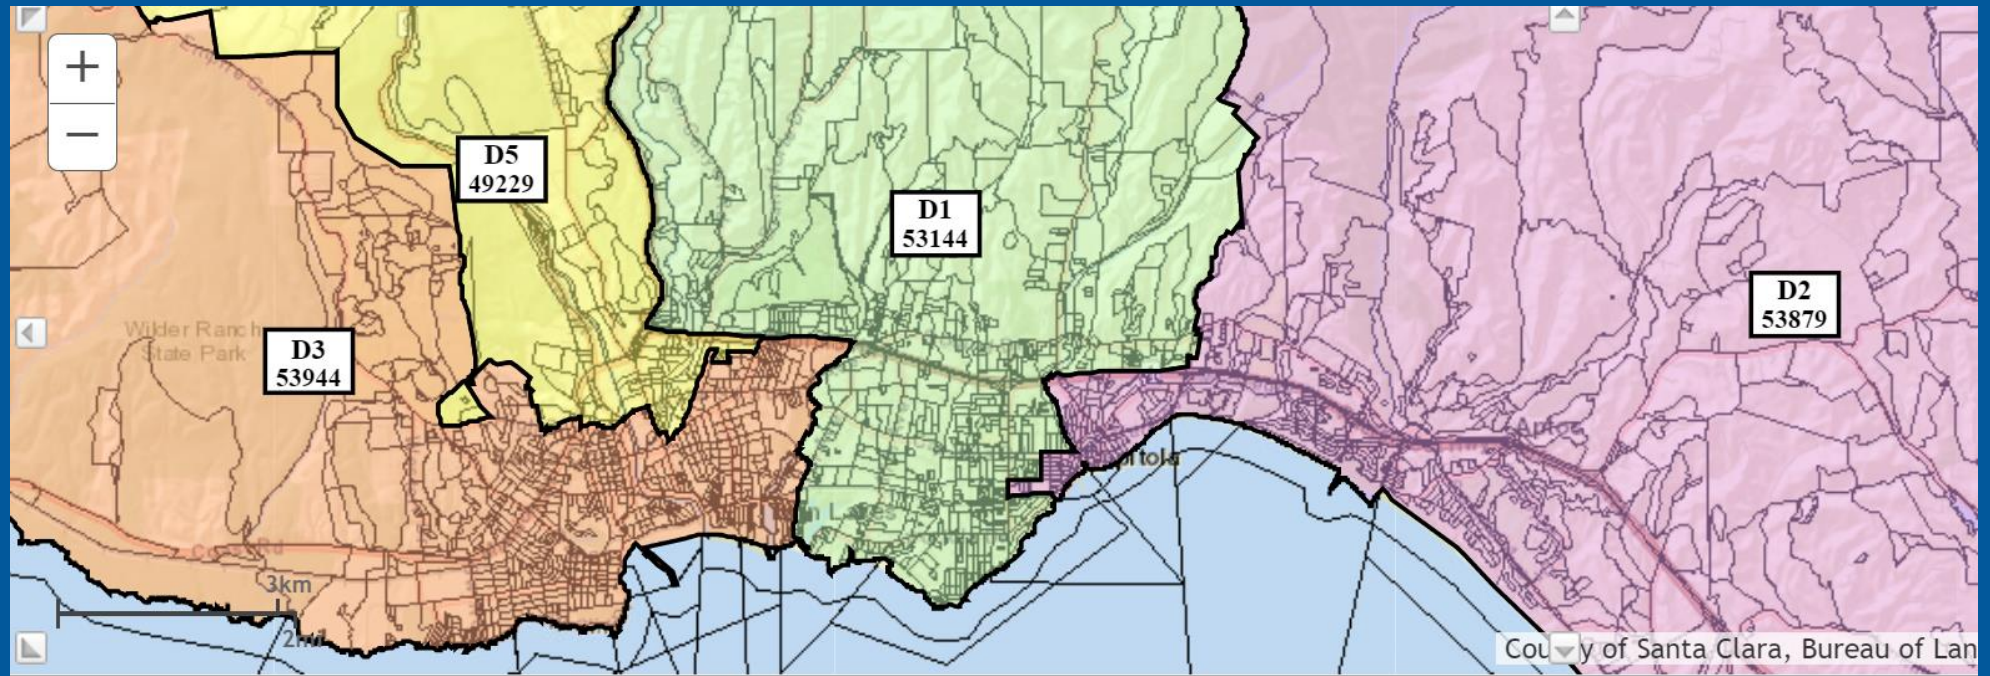 +
−
D5
49229
D1
53144
D2
53879
Wilder Ranch
State Park
D3
53944
Aptos
3km
2mi
County of Santa Clara, Bureau of Lan